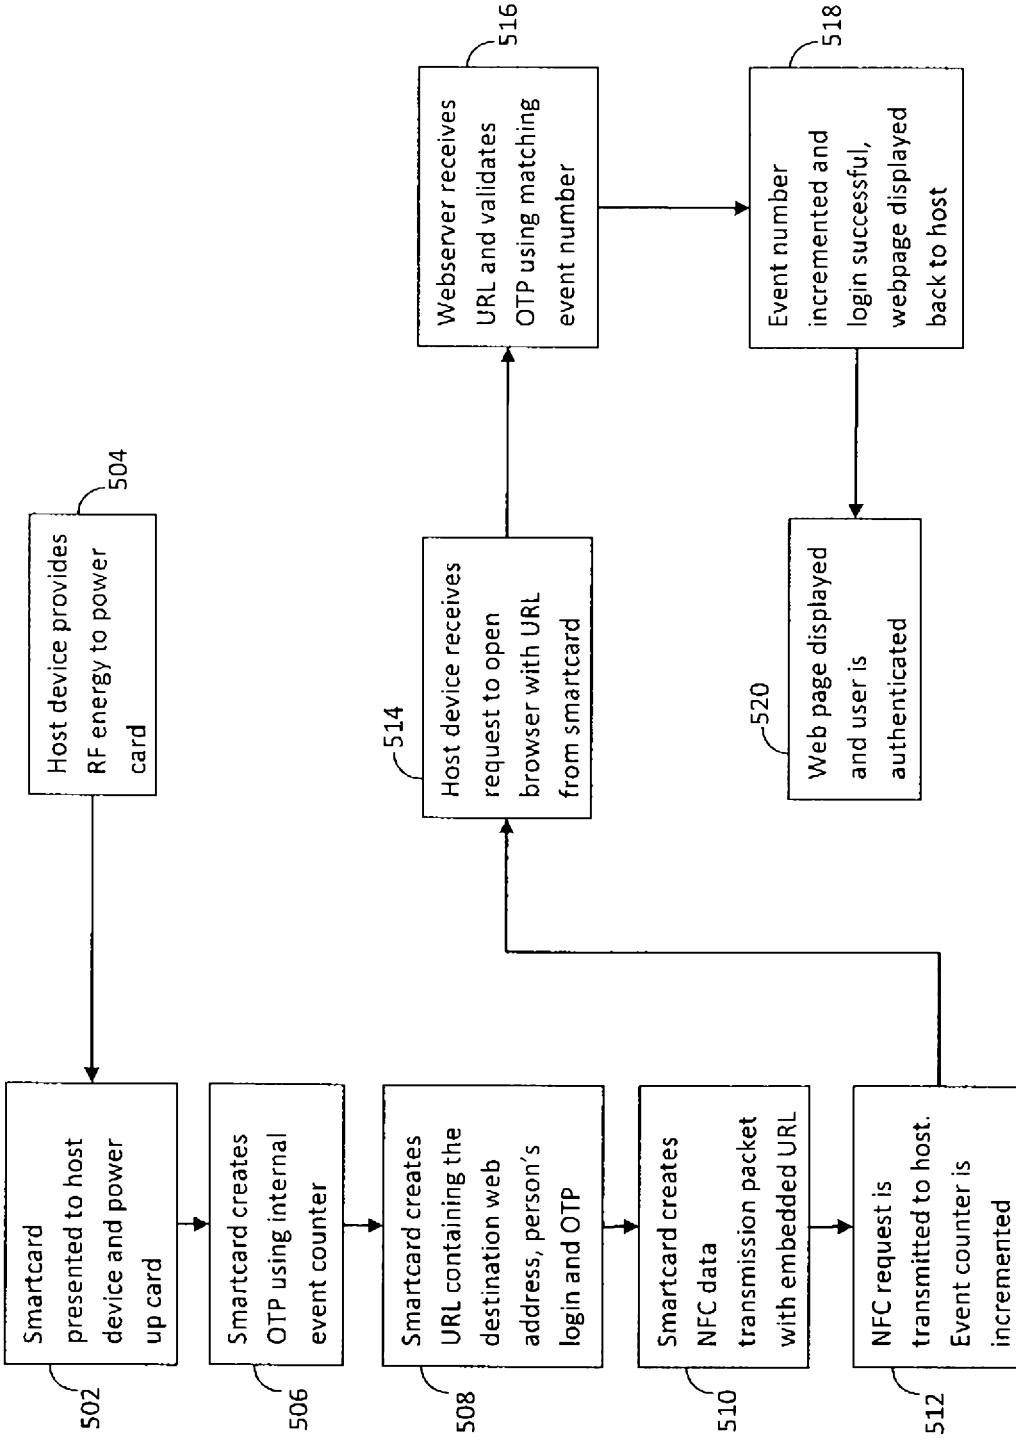 502
Smartcard
presented to host
device and power
up card
504
Host device provides
RF energy to power
card
506
Smartcard creates
OTP using internal
event counter
508
Smartcard creates
URL containing the
destination web
address, person's
login and OTP
510
Smartcard creates
NFC data
transmission packet
with embedded URL
512
NFC request is
transmitted to host.
Event counter is
incremented
514
Host device receives
request to open
browser with URL
from smartcard
516
Webserver receives
URL and validates
OTP using matching
event number
518
Event number
incremented and
login successful,
webpage displayed
back to host
520
Web page displayed
and user is
authenticated